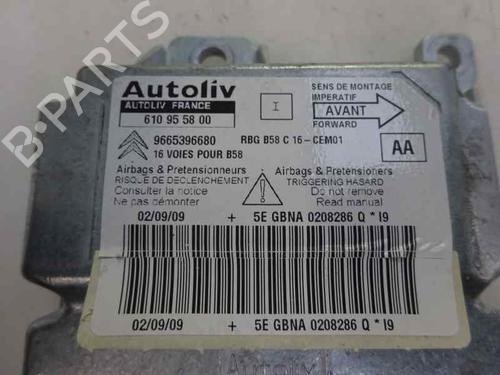 B-PARTS
Autoliv
AUTOLIV FRANCE
610 95 58 00
I
SENS DE MONTAGE
IMPERATIF
AVANT
FORWARD
9665396680 RBG B58 C 16-CEM01
16 VOIES POUR B58
AA
Airbags & Pretensionneurs
RISQUE DE DECLENCHEMENT
Consulter la notice
Ne pas démonter
Airbags & Pretensioners
TRIGGERING HASARD
Do not remove
Read manual
02/09/09 + 5E GBNA 0208286 Q * I9
02/09/09 + 5E GBNA 0208286 Q * I9
Autoliv